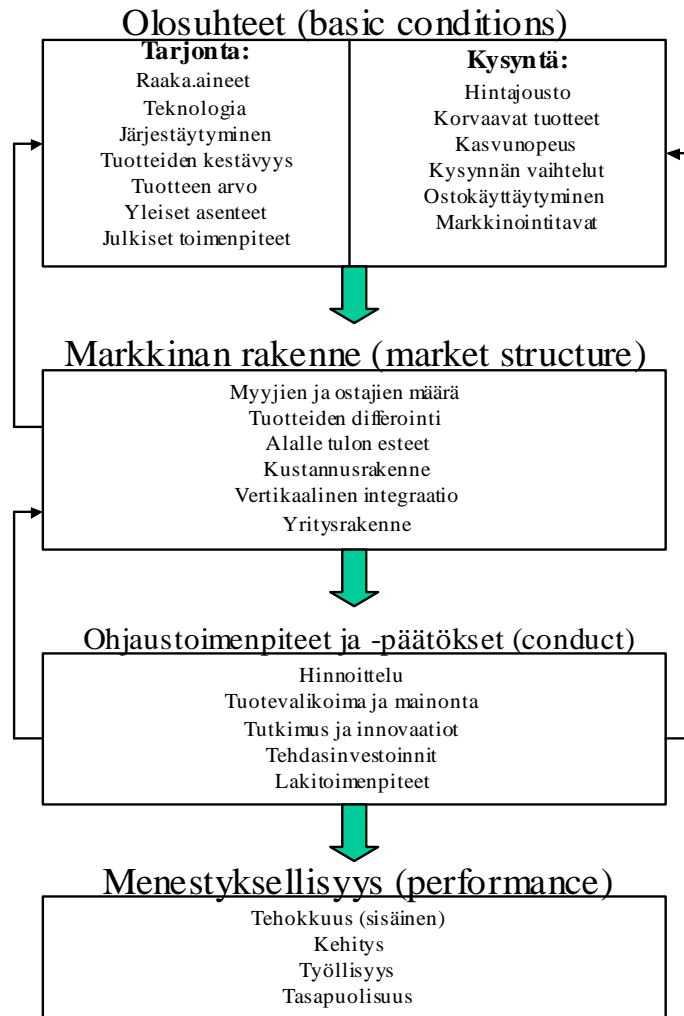 Olosuhteet (basic conditions)
Tarjonta:
Raaka.aineet
Teknologia
Järjestäytyminen
Tuotteiden kestävyys
Tuotteen arvo
Yleiset asenteet
Julkiset toimenpiteet
Kysyntä:
Hintajousto
Korvaavat tuotteet
Kasvunopeus
Kysynnän vaihtelut
Ostokäyttäytyminen
Markkinointitavat
Markkinan rakenne (market structure)
Myyjien ja ostajien määrä
Tuotteiden differointi
Alalle tulon esteet
Kustannusrakenne
Vertikaalinen integraatio
Yritysrakenne
Ohjaustoimenpiteet ja -päätökset (conduct)
Hinnoittelu
Tuotevalikoima ja mainonta
Tutkimus ja innovaatiot
Tehdasinvestoinnit
Lakitoimenpiteet
Menestyksellisyys (performance)
Tehokkuus (sisäinen)
Kehitys
Työllisyys
Tasapuolisuus